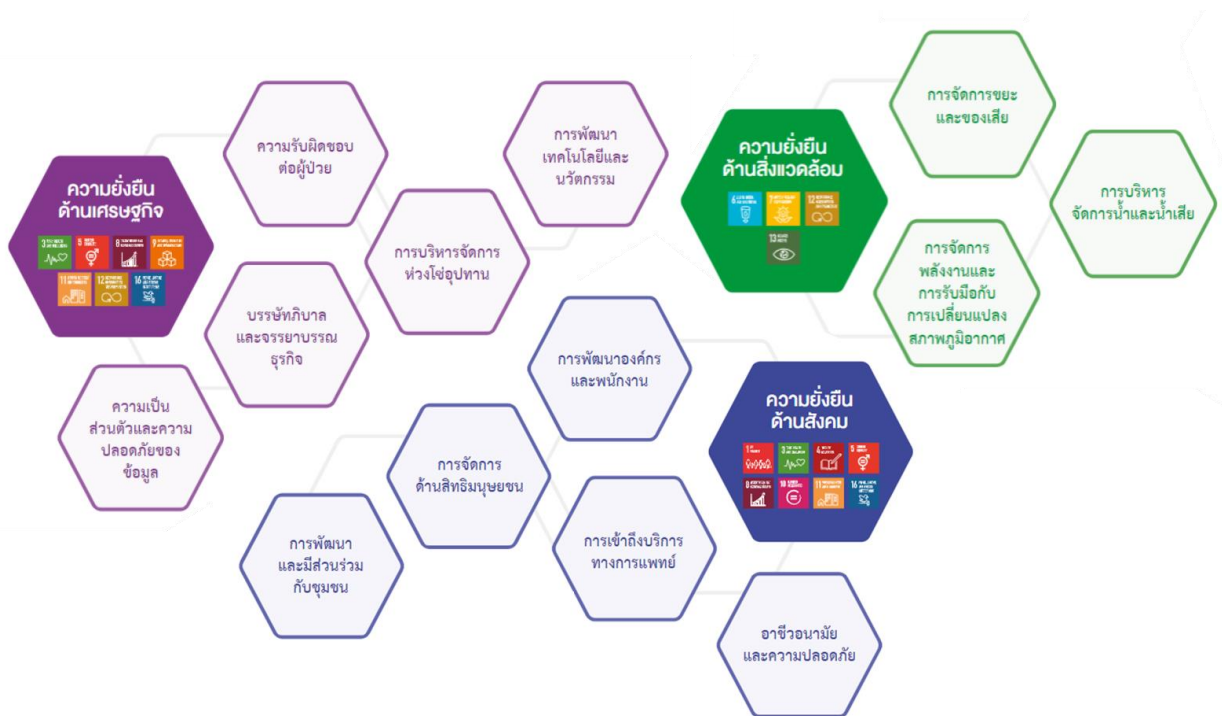 ความยั่งยืน
ด้านเศรษฐกิจ
3
5
8
9
11
12
16
ความรับผิดชอบ
ต่อผู้ป่วย
การพัฒนา
เทคโนโลยีและ
นวัตกรรม
การบริหารจัดการ
ห่วงโซ่อุปทาน
บรรษัทภิบาล
และจรรยาบรรณ
ธุรกิจ
ความเป็น
ส่วนตัวและความ
ปลอดภัยของ
ข้อมูล
ความยั่งยืน
ด้านสิ่งแวดล้อม
6
7
12
13
การจัดการขยะ
และของเสีย
การบริหาร
จัดการน้ำและน้ำเสีย
การจัดการ
พลังงานและ
การรับมือกับ
การเปลี่ยนแปลง
สภาพภูมิอากาศ
ความยั่งยืน
ด้านสังคม
1
3
4
5
8
10
11
16
การพัฒนาองค์กร
และพนักงาน
การจัดการ
ด้านสิทธิมนุษยชน
การพัฒนา
และมีส่วนร่วม
กับชุมชน
การเข้าถึงบริการ
ทางการแพทย์
อาชีวอนามัย
และความปลอดภัย